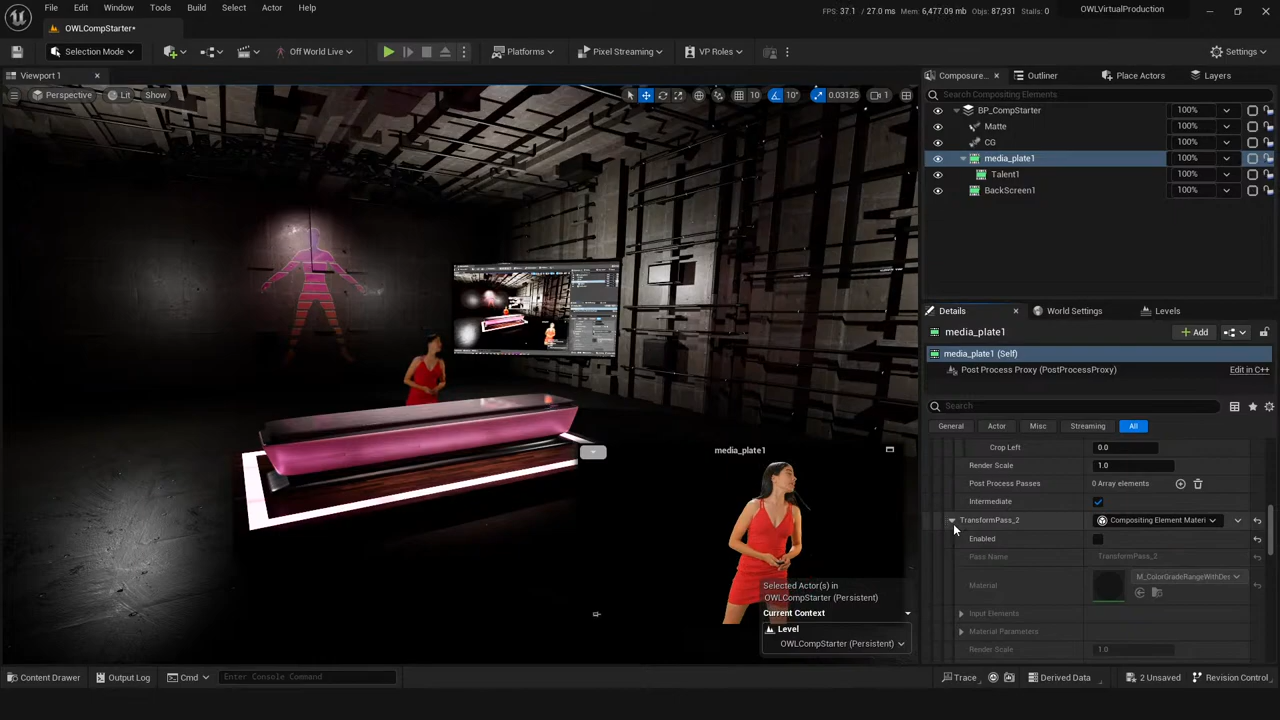 File Edit Window Tools Build Select Actor Help
FPS: 37.1 / 27.0 ms Mem: 6,477.09 mb Objs: 87,931 Stalls: 0
OWLVirtualProduction
OWLCompStarter*
Selection Mode
Off World Live
Platforms
Pixel Streaming
VP Roles
Settings
Viewport 1
Perspective Lit Show
10 10° 0.03125 1
Composure... Outliner Place Actors Layers
Search Compositing Elements
BP_CompStarter 100%
Matte 100%
CG 100%
media_plate1 100%
Talent1 100%
BackScreen1 100%
Details World Settings Levels
media_plate1
Add
media_plate1 (Self)
Post Process Proxy (PostProcessProxy) Edit in C++
Search
General Actor Misc Streaming All
Crop Left 0.0
Render Scale 1.0
Post Process Passes 0 Array elements
Intermediate
TransformPass_2 Compositing Element Materi
Enabled
Pass Name TransformPass_2
Material M_ColorGradeRangeWithDes
Input Elements
Material Parameters
Render Scale 1.0
media_plate1
Selected Actor(s) in
OWLCompStarter (Persistent)
Current Context
Level
OWLCompStarter (Persistent)
Content Drawer Output Log Cmd Enter Console Command
Trace Derived Data 2 Unsaved Revision Control